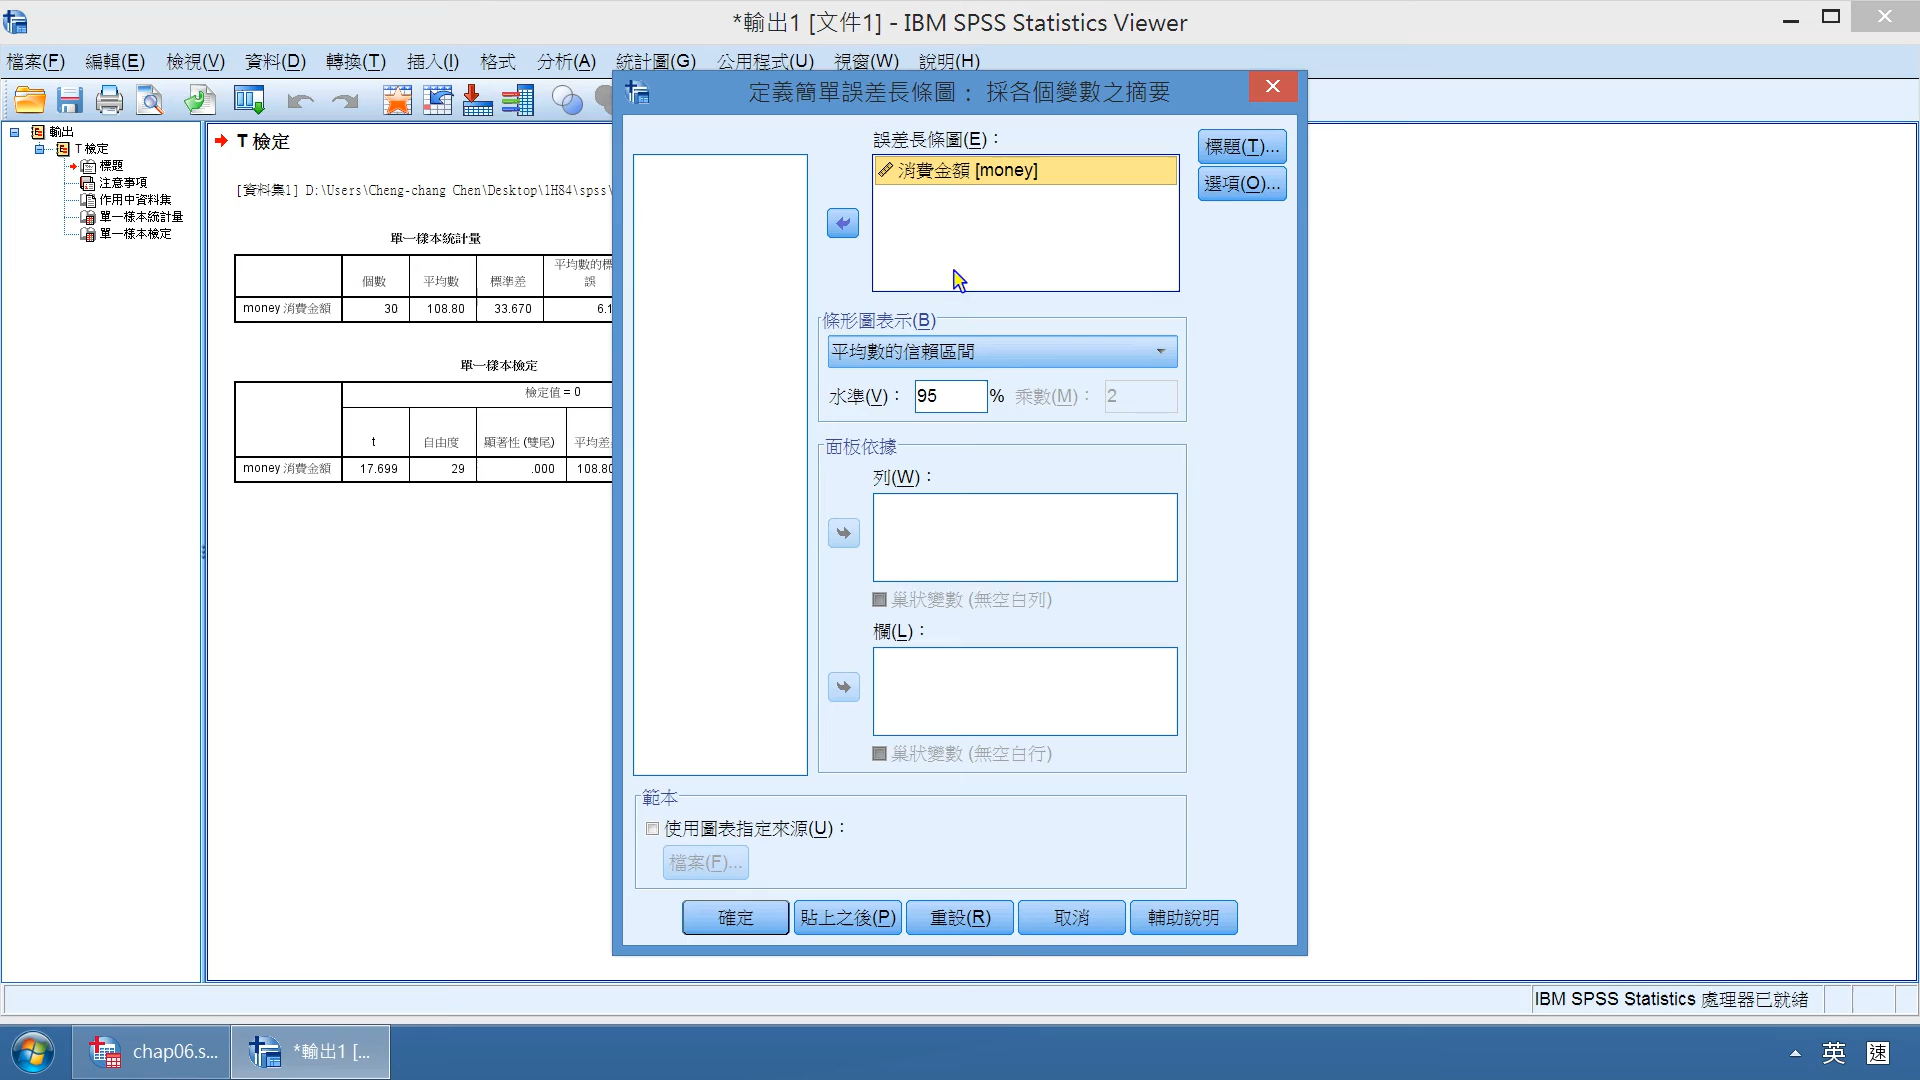 *輸出1 [文件1] - IBM SPSS Statistics Viewer
檔案(F) 編輯(E) 檢視(V) 資料(D) 轉換(T) 插入(I) 格式 分析(A) 統計圖(G) 公用程式(U) 視窗(W) 說明(H)
輸出
T 檢定
標題
注意事項
作用中資料集
單一樣本統計量
單一樣本檢定
T 檢定
[資料集1] D:\Users\Cheng-chang Chen\Desktop\1H84\spss\
單一樣本統計量
個數 平均數 標準差 平均數的標
誤
money 消費金額 30 108.80 33.670 6.1
單一樣本檢定
檢定值 = 0
t 自由度 顯著性 (雙尾) 平均差
money 消費金額 17.699 29 .000 108.80
定義簡單誤差長條圖： 採各個變數之摘要
誤差長條圖(E)：
消費金額 [money]
標題(T)...
選項(O)...
條形圖表示(B)
平均數的信賴區間
水準(V)： 95 % 乘數(M)： 2
面板依據
列(W)：
巢狀變數 (無空白列)
欄(L)：
巢狀變數 (無空白行)
範本
使用圖表指定來源(U)：
檔案(F)...
確定 貼上之後(P) 重設(R) 取消 輔助說明
IBM SPSS Statistics 處理器已就緒
chap06.s... *輸出1 [... 英 速